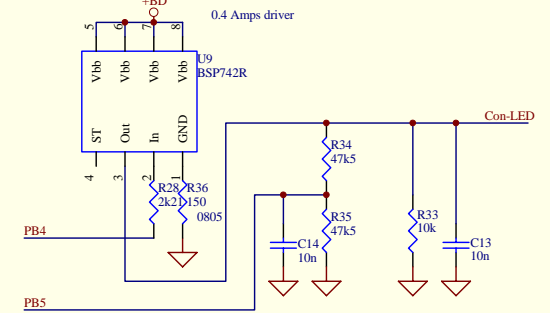 +BD
0.4 Amps driver
5
6
7
8
U9
BSP742R
Vbb
Vbb
Vbb
Vbb
Con-LED
ST
Out
In
GND
R34
47k5
4
3
2
1
R28
2k21
R36
150
0805
R35
47k5
R33
10k
PB4
C14
10n
C13
10n
PB5